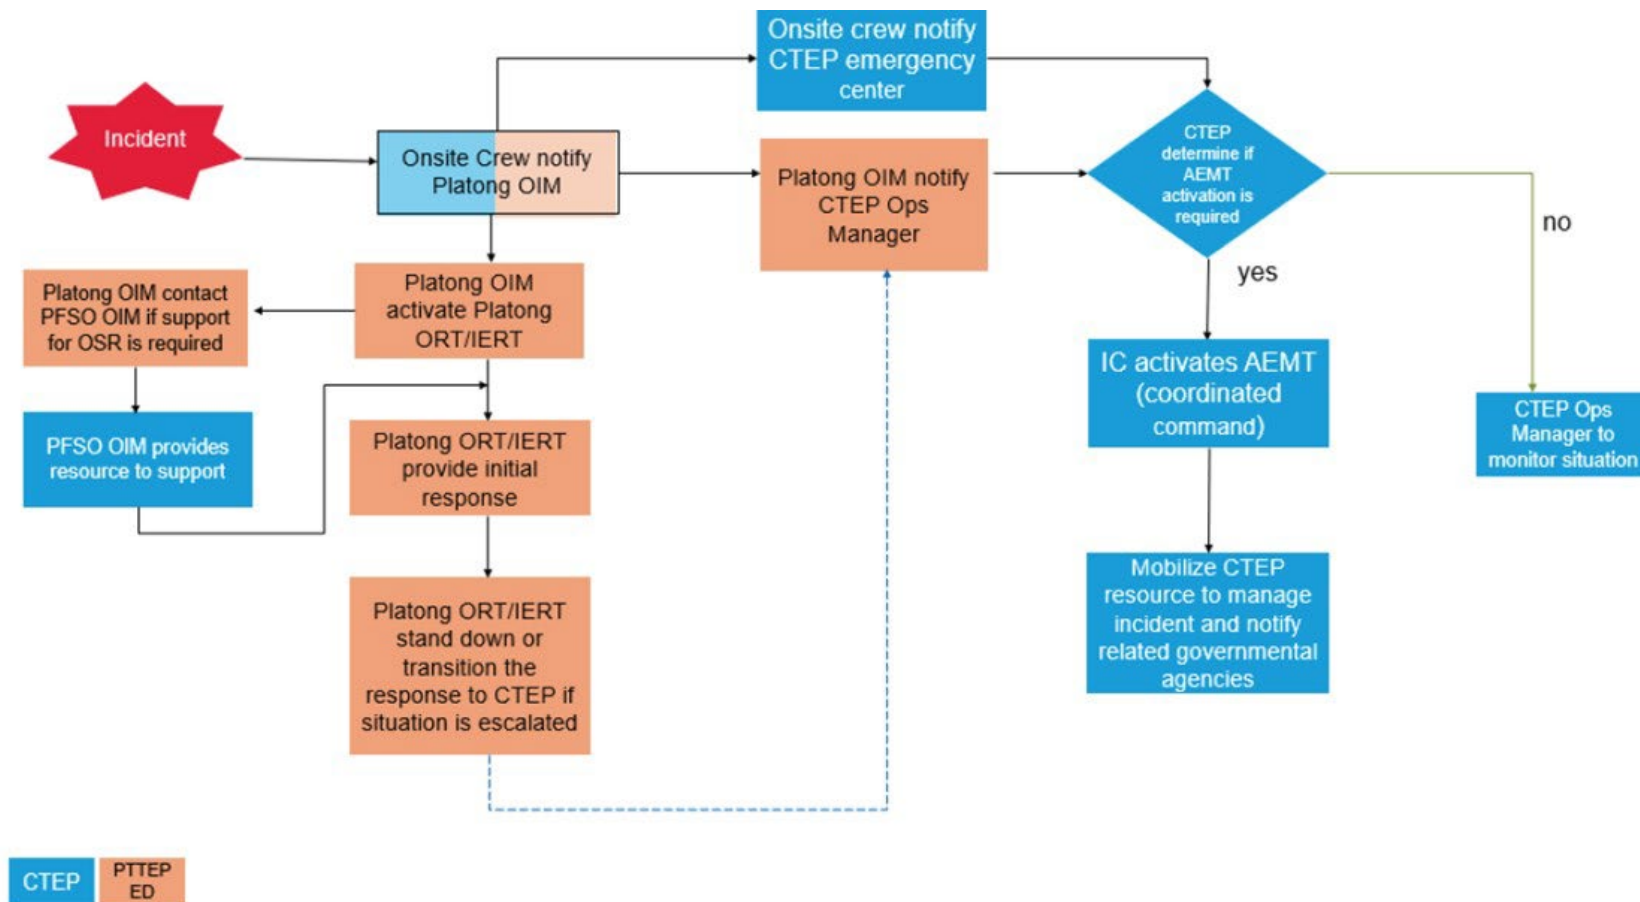 Onsite crew notify
CTEP emergency
center
Incident
Onsite Crew notify
Platong OIM
Platong OIM notify
CTEP Ops
Manager
CTEP
determine if
AEMT
activation is
required
no
yes
Platong OIM contact
PFSO OIM if support
for OSR is required
Platong OIM
activate Platong
ORT/IERT
PFSO OIM provides
resource to support
Platong ORT/IERT
provide initial
response
IC activates AEMT
(coordinated
command)
CTEP Ops
Manager to
monitor situation
Platong ORT/IERT
stand down or
transition the
response to CTEP if
situation is escalated
Mobilize CTEP
resource to manage
incident and notify
related governmental
agencies
CTEP
PTTEP
ED